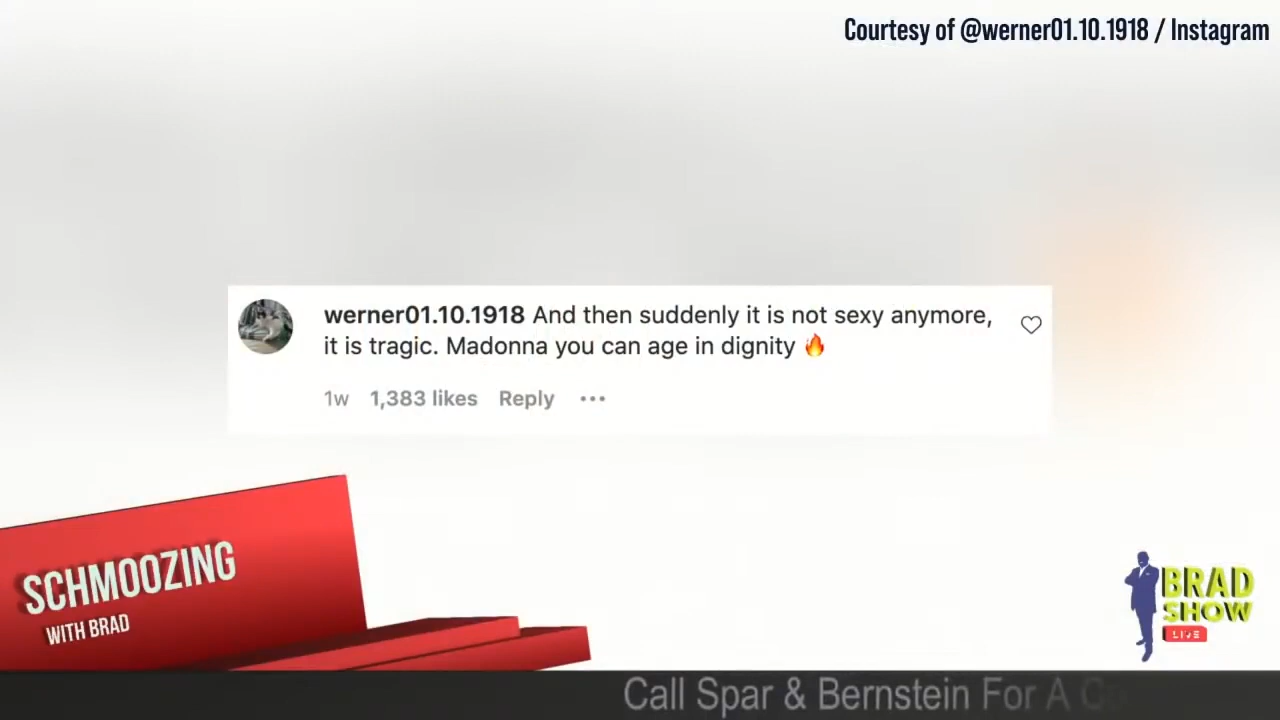 Courtesy of @werner01.10.1918 / Instagram
werner01.10.1918 And then suddenly it is not sexy anymore,
it is tragic. Madonna you can age in dignity 🔥
1w 1,383 likes Reply •••
SCHMOOZING
WITH BRAD
BRAD
SHOW
LIVE
Call Spar & Bernstein For A